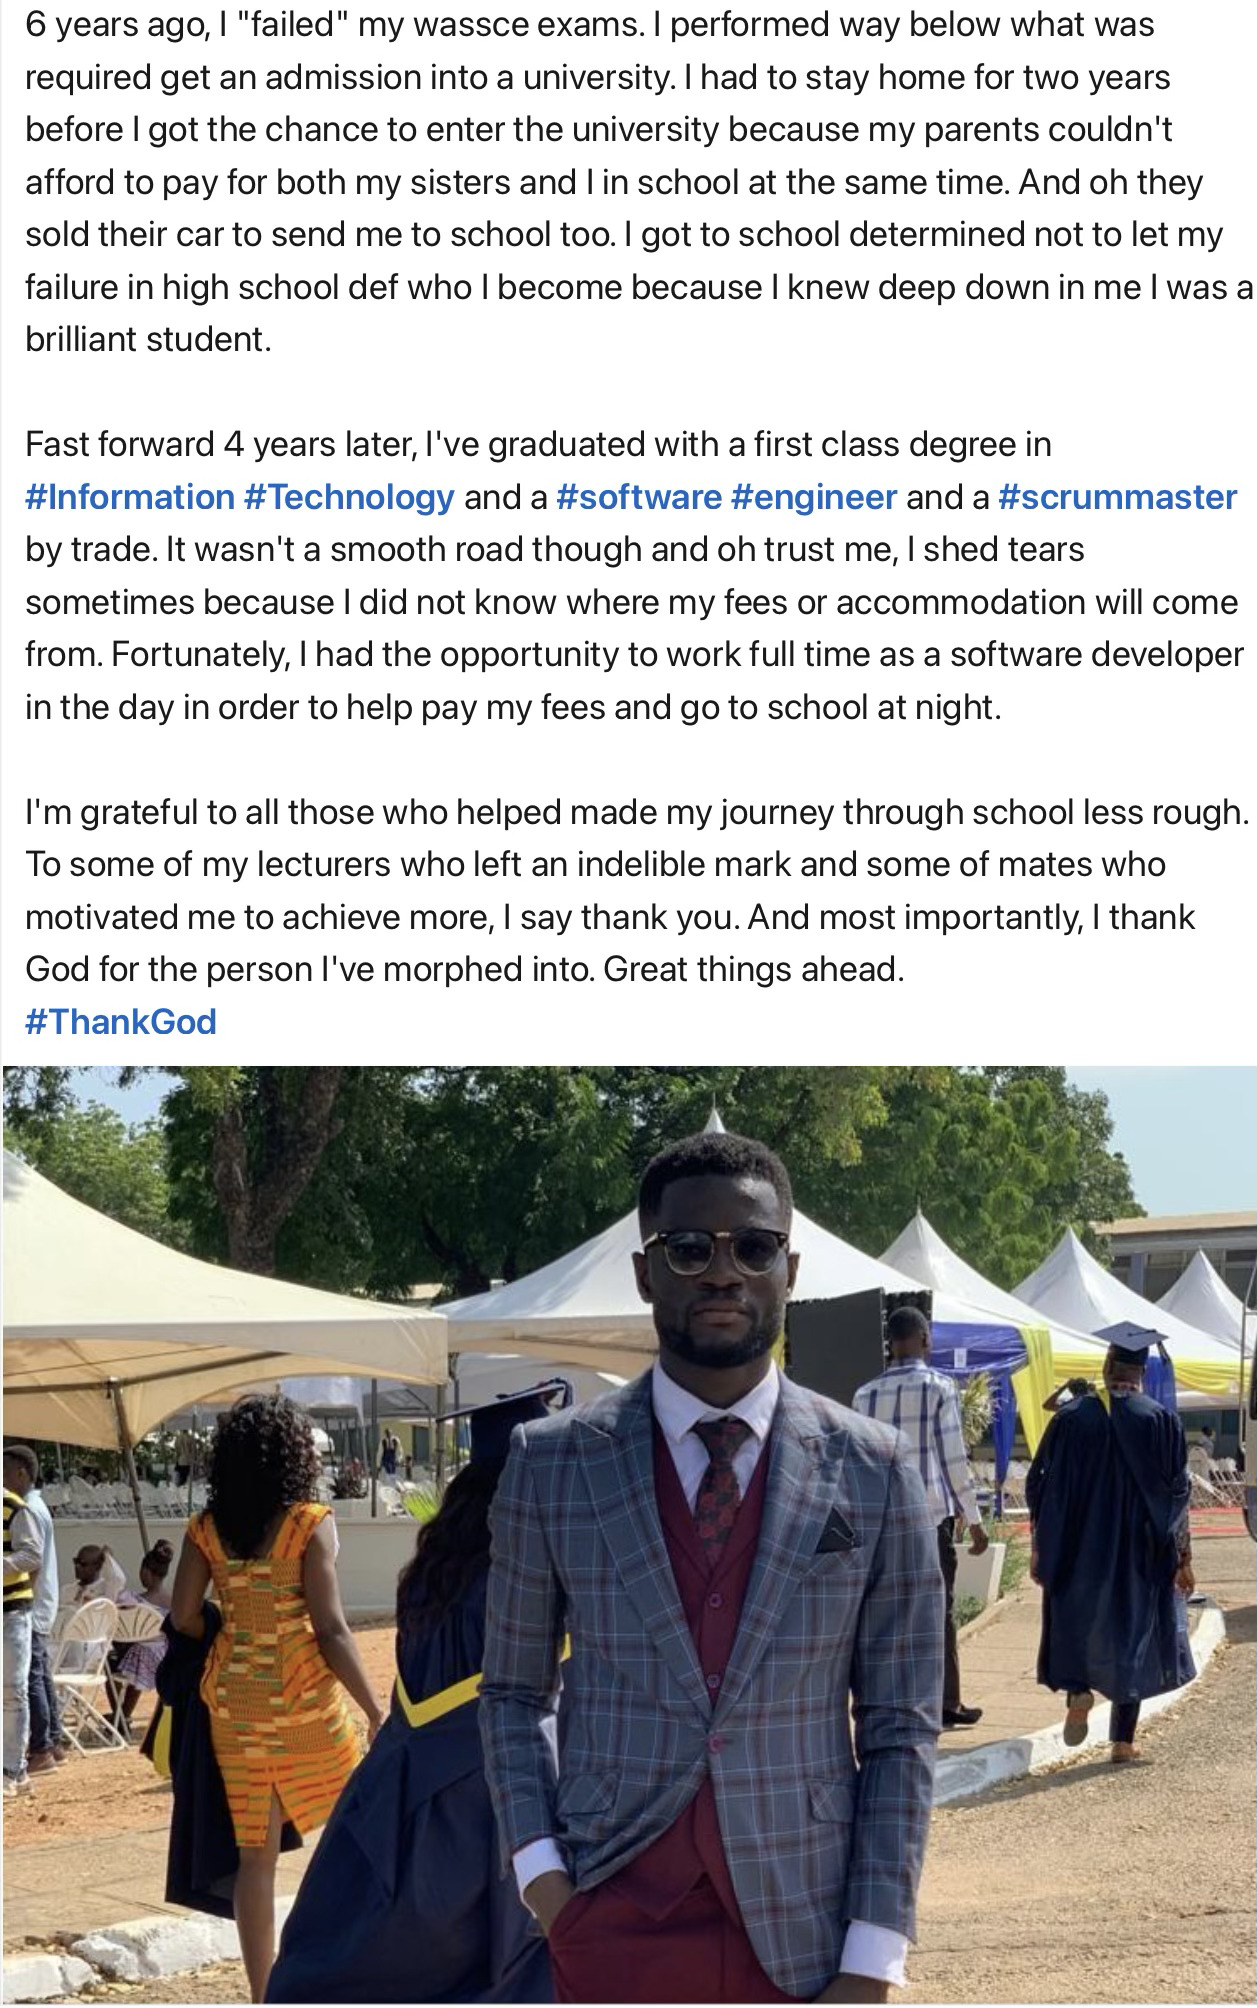 6 years ago, I "failed" my wassce exams. I performed way below what was
required get an admission into a university. I had to stay home for two years
before I got the chance to enter the university because my parents couldn't
afford to pay for both my sisters and I in school at the same time. And oh they
sold their car to send me to school too. I got to school determined not to let my
failure in high school def who I become because I knew deep down in me I was a
brilliant student.
Fast forward 4 years later, I've graduated with a first class degree in
#Information #Technology and a #software #engineer and a #scrummaster
by trade. It wasn't a smooth road though and oh trust me, I shed tears
sometimes because I did not know where my fees or accommodation will come
from. Fortunately, I had the opportunity to work full time as a software developer
in the day in order to help pay my fees and go to school at night.
I'm grateful to all those who helped made my journey through school less rough.
To some of my lecturers who left an indelible mark and some of mates who
motivated me to achieve more, I say thank you. And most importantly, I thank
God for the person I've morphed into. Great things ahead.
#ThankGod